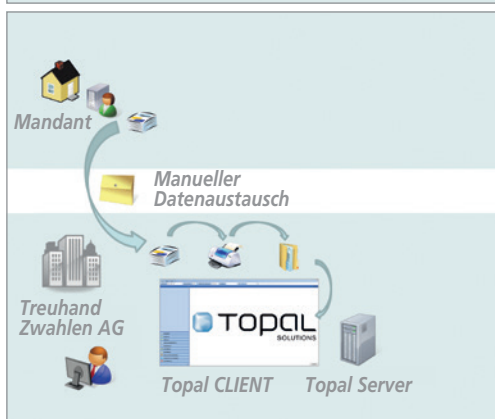 Mandant
Manueller
Datenaustausch
Treuhand
Zwahlen AG
TOPAL
SOLUTIONS
Topal CLIENT
Topal Server